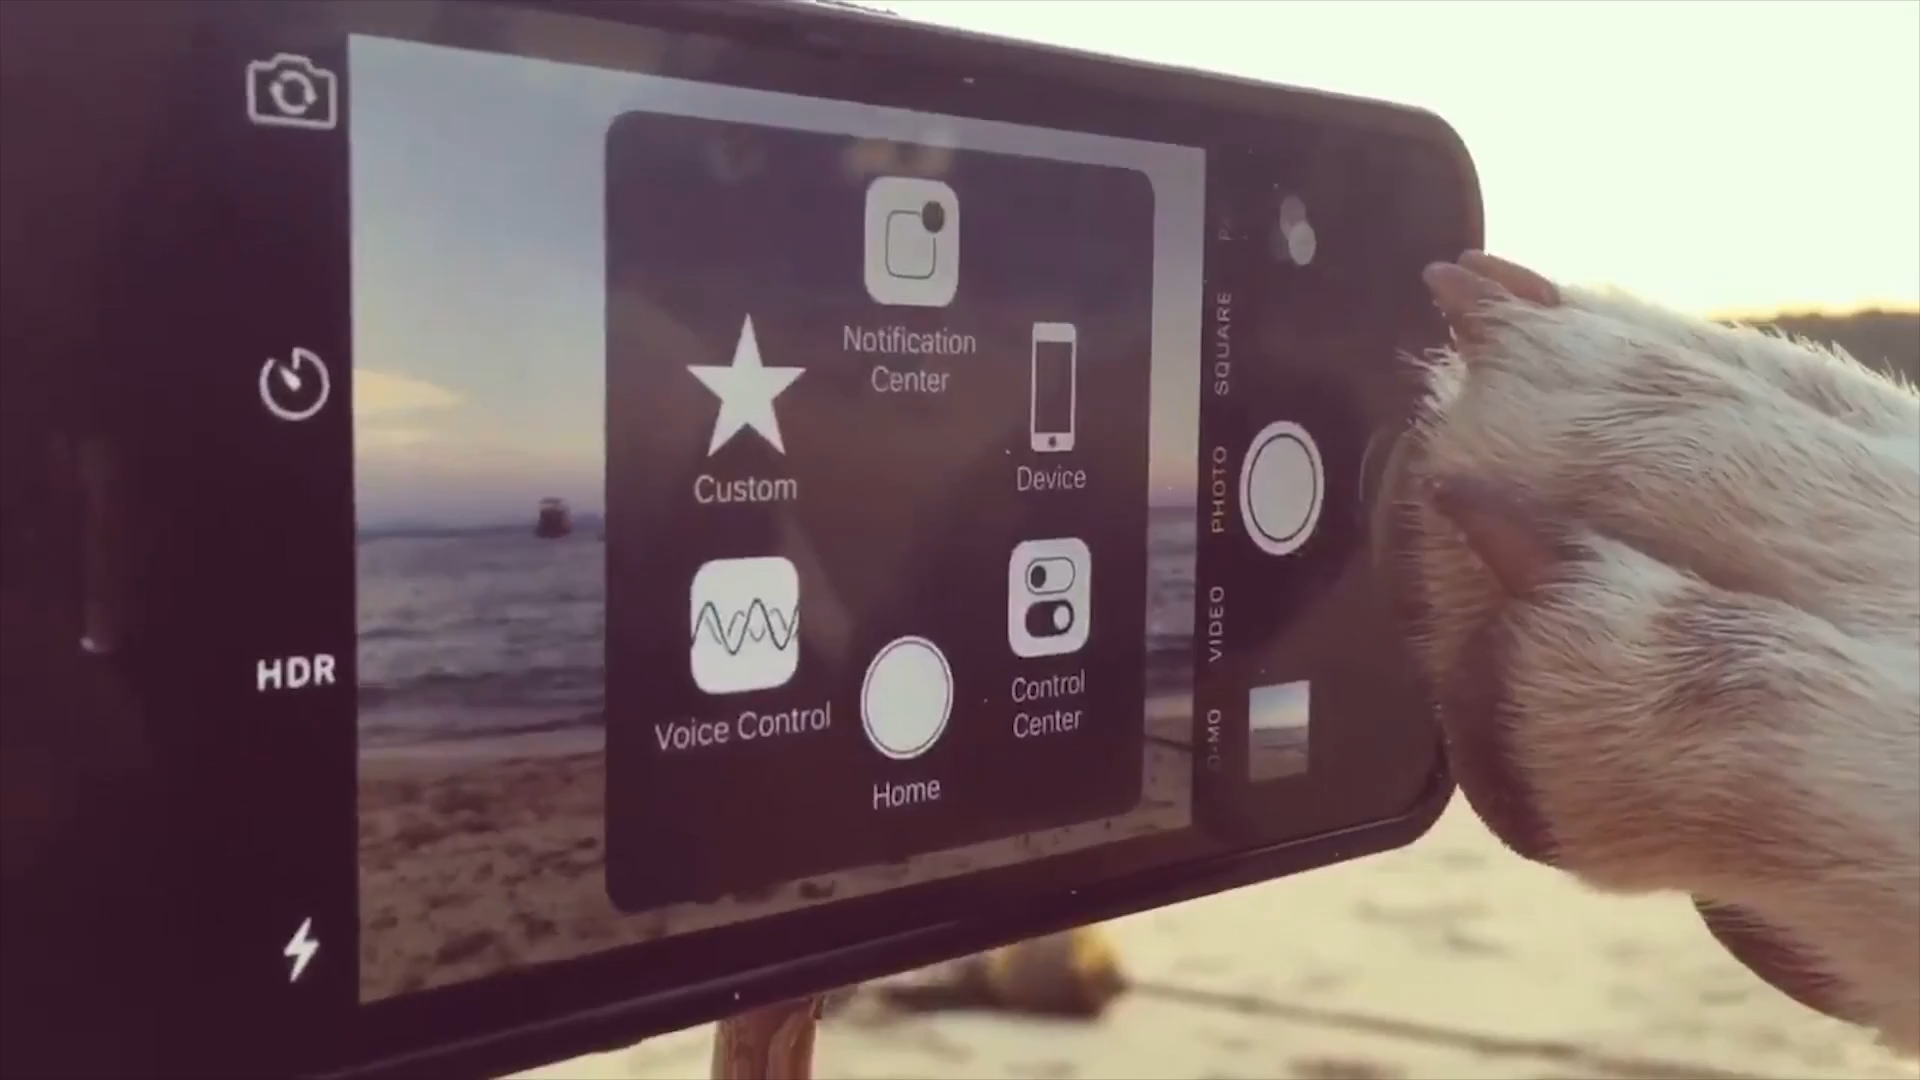 Notification
Center
Custom
Device
Voice Control
Home
Control
Center
HDR
SQUARE
PHOTO
VIDEO